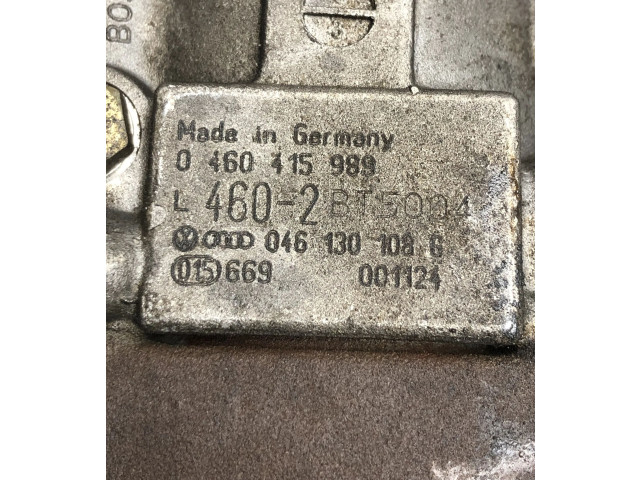 Made in Germany
0 460 415 989
L 460-2 BT5004
046 130 108 G
015 669 001124